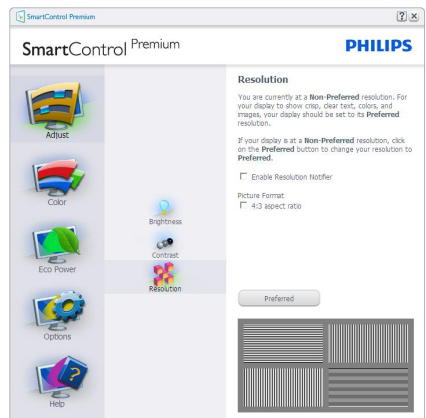 SmartControl Premium
? ×
SmartControl Premium
PHILIPS
Adjust
Color
Eco Power
Options
Help
Brightness
Contrast
Resolution
Resolution
You are currently at a Non-Preferred resolution. For
your display to show crisp, clear text, colors, and
images, your display should be set to its Preferred
resolution.
If your display is at a Non-Preferred resolution, click
on the Preferred button to change your resolution to
Preferred.
Enable Resolution Notifier
Picture Format
4:3 aspect ratio
Preferred